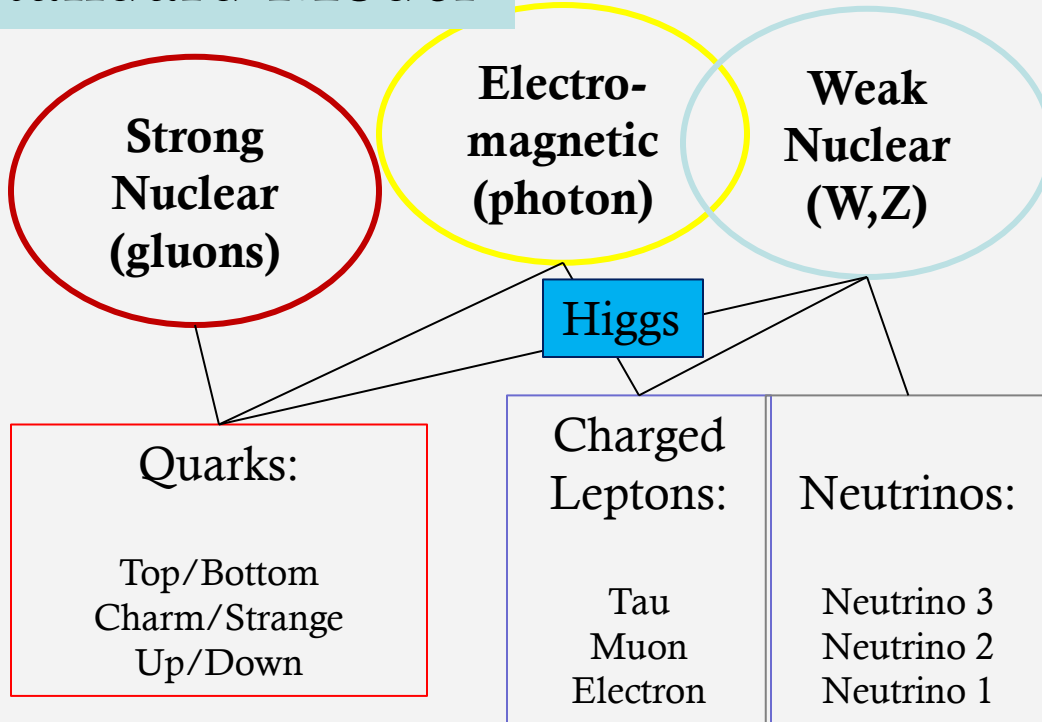 Strong
Nuclear
(gluons)
Electro-
magnetic
(photon)
Weak
Nuclear
(W,Z)
Higgs
Quarks:
Top/Bottom
Charm/Strange
Up/Down
Charged
Leptons:
Tau
Muon
Electron
Neutrinos:
Neutrino 3
Neutrino 2
Neutrino 1